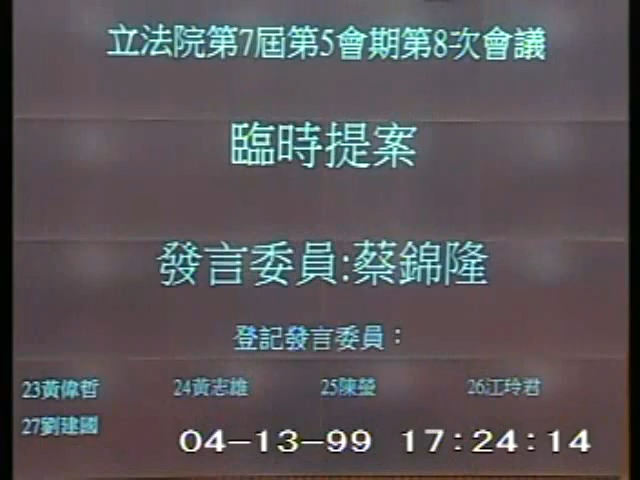 立法院第7屆第5會期第8次會議
臨時提案
發言委員:蔡錦隆
登記發言委員：
23黃偉哲 24黃志雄 25陳瑩 26江玲君
27劉建國
04-13-99 17:24:14